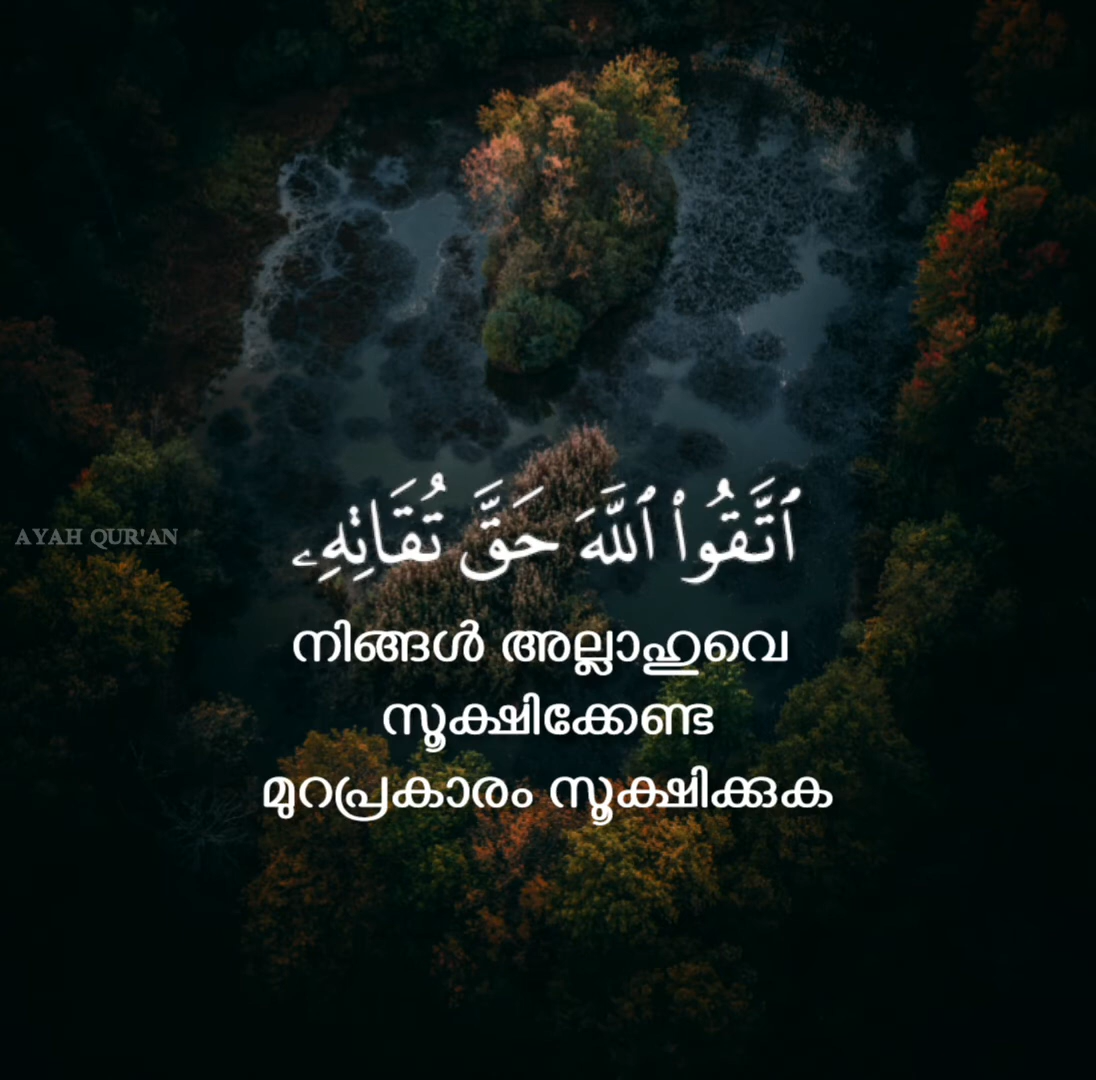 ٱتَّقُوا۟ ٱللَّهَ حَقَّ تُقَاتِهِۦ
AYAH QUR'AN
നിങ്ങൾ അല്ലാഹുവെ
സൂക്ഷിക്കേണ്ട
മുറപ്രകാരം സൂക്ഷിക്കുക